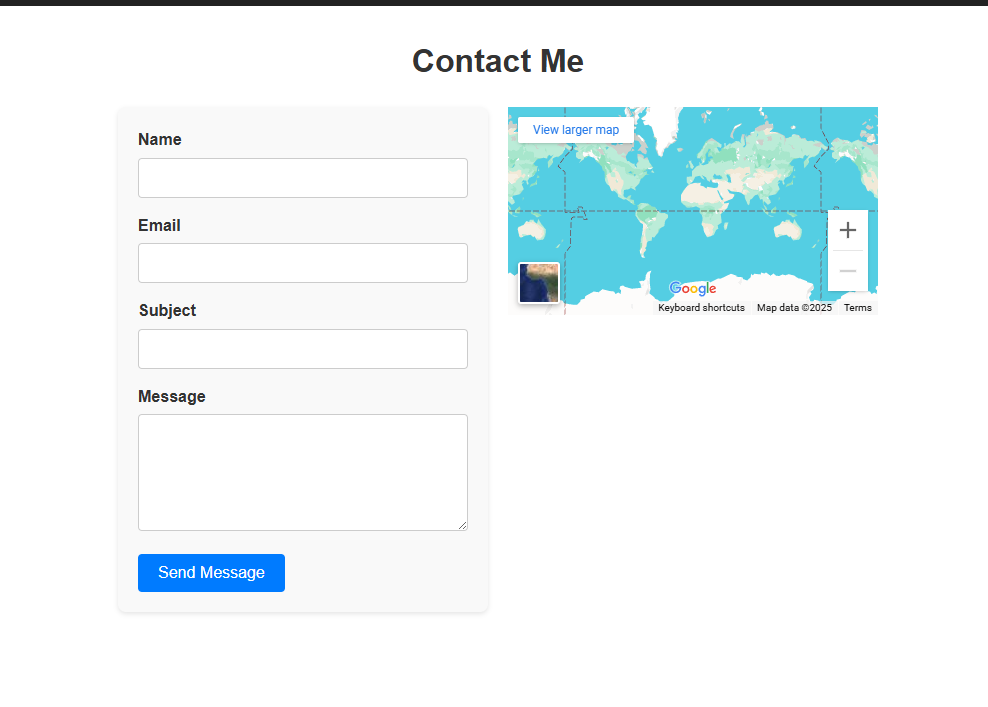 Contact Me
Name
Email
Subject
Message
Send Message
View larger map
Google
Keyboard shortcuts Map data ©2025 Terms